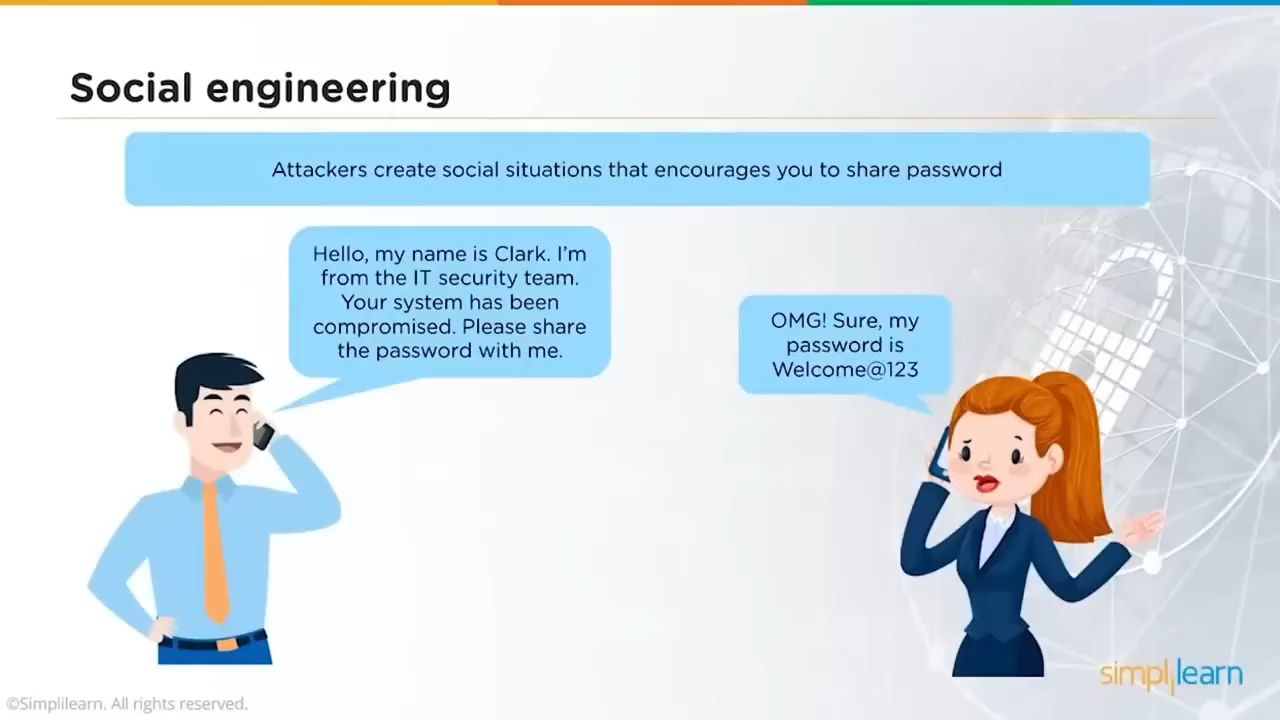 Social engineering
Attackers create social situations that encourages you to share password
Hello, my name is Clark. I'm
from the IT security team.
Your system has been
compromised. Please share
the password with me.
OMG! Sure, my
password is
Welcome@123
simplilearn
©Simplilearn. All rights reserved.